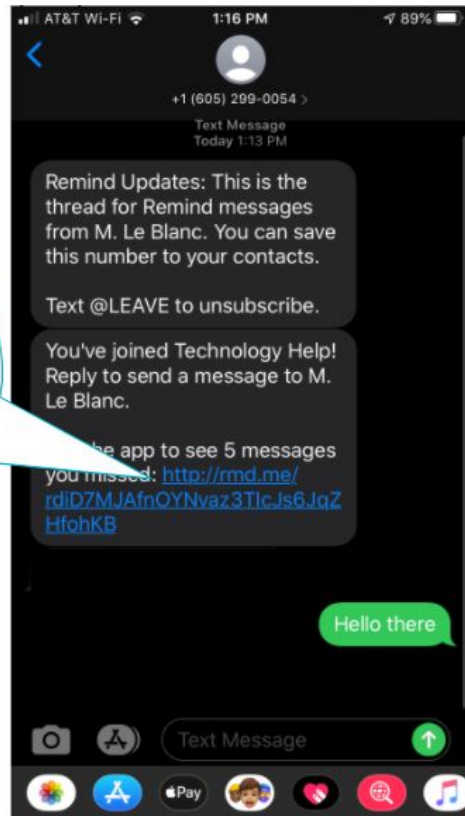 AT&T Wi-Fi 1:16 PM 89%
+1 (605) 299-0054 >
Text Message
Today 1:13 PM
Remind Updates: This is the
thread for Remind messages
from M. Le Blanc. You can save
this number to your contacts.
Text @LEAVE to unsubscribe.
You've joined Technology Help!
Reply to send a message to M.
Le Blanc.
he app to see 5 messages
you missed: http://rmd.me/
rdiD7MJAfnOYNvaz3TIcJs6JqZ
HfohKB
Hello there
Text Message
Pay